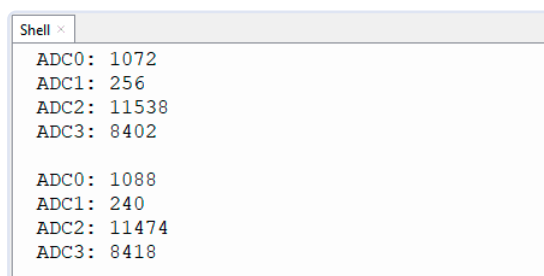 Shell ×
ADC0: 1072
ADC1: 256
ADC2: 11538
ADC3: 8402
ADC0: 1088
ADC1: 240
ADC2: 11474
ADC3: 8418